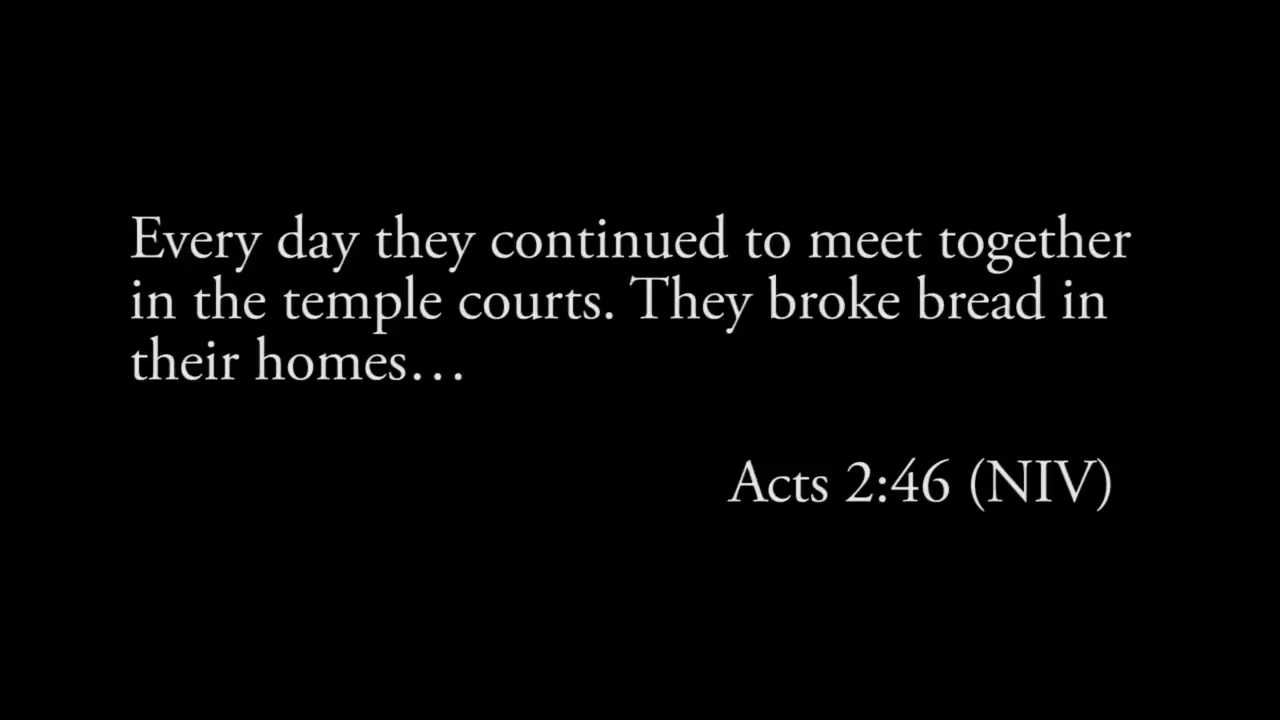 Every day they continued to meet together
in the temple courts. They broke bread in
their homes…
Acts 2:46 (NIV)